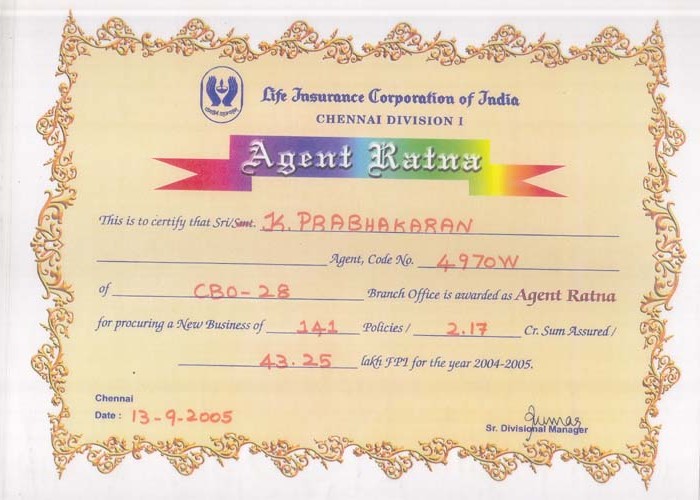 Life Insurance Corporation of India
CHENNAI DIVISION I
Agent Ratna
This is to certify that Sri/Smt. K. PRABHAKARAN
Agent, Code No. 4970W
of CBO-28 Branch Office is awarded as Agent Ratna
for procuring a New Business of 141 Policies / 2.17 Cr. Sum Assured /
43.25 lakh FPI for the year 2004-2005.
Chennai
Date : 13-9-2005
Sr. Divisional Manager